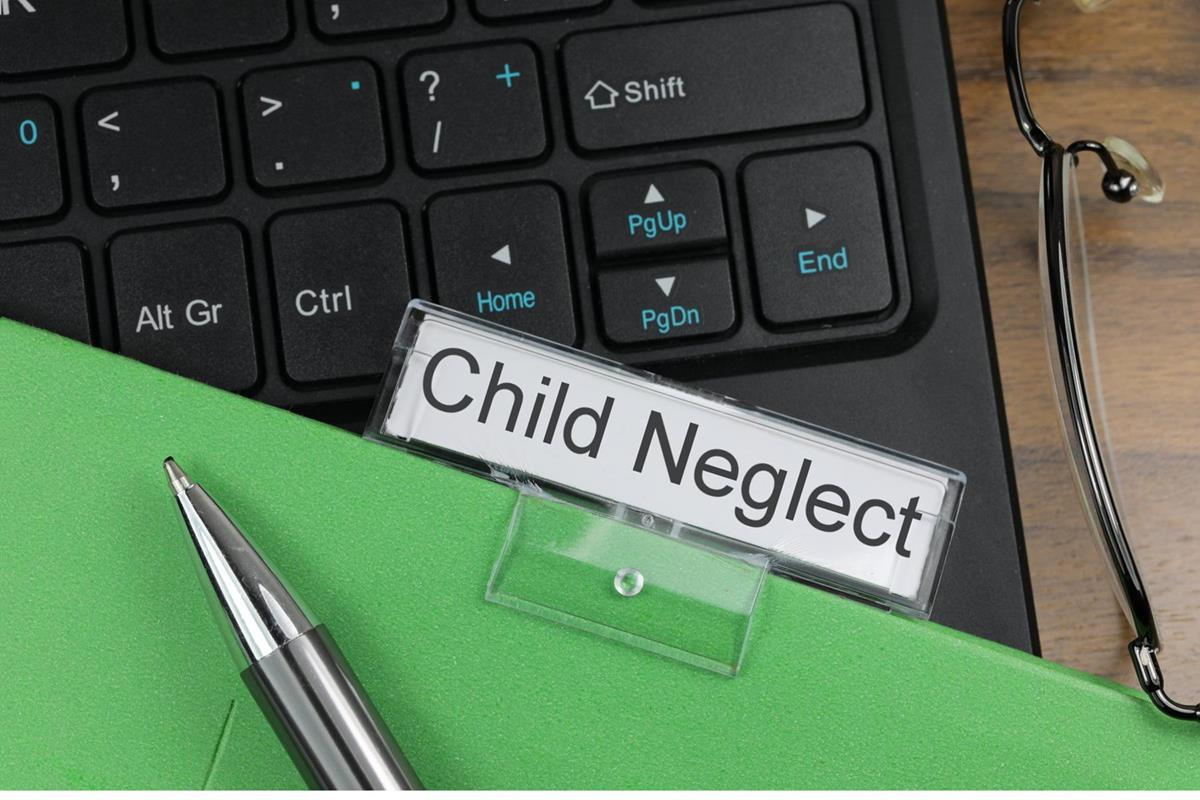 ;
0
<
,
>
.
.
?
+
/
Shift
Alt Gr
Ctrl
Home
PgUp
PgDn
End
Child Neglect